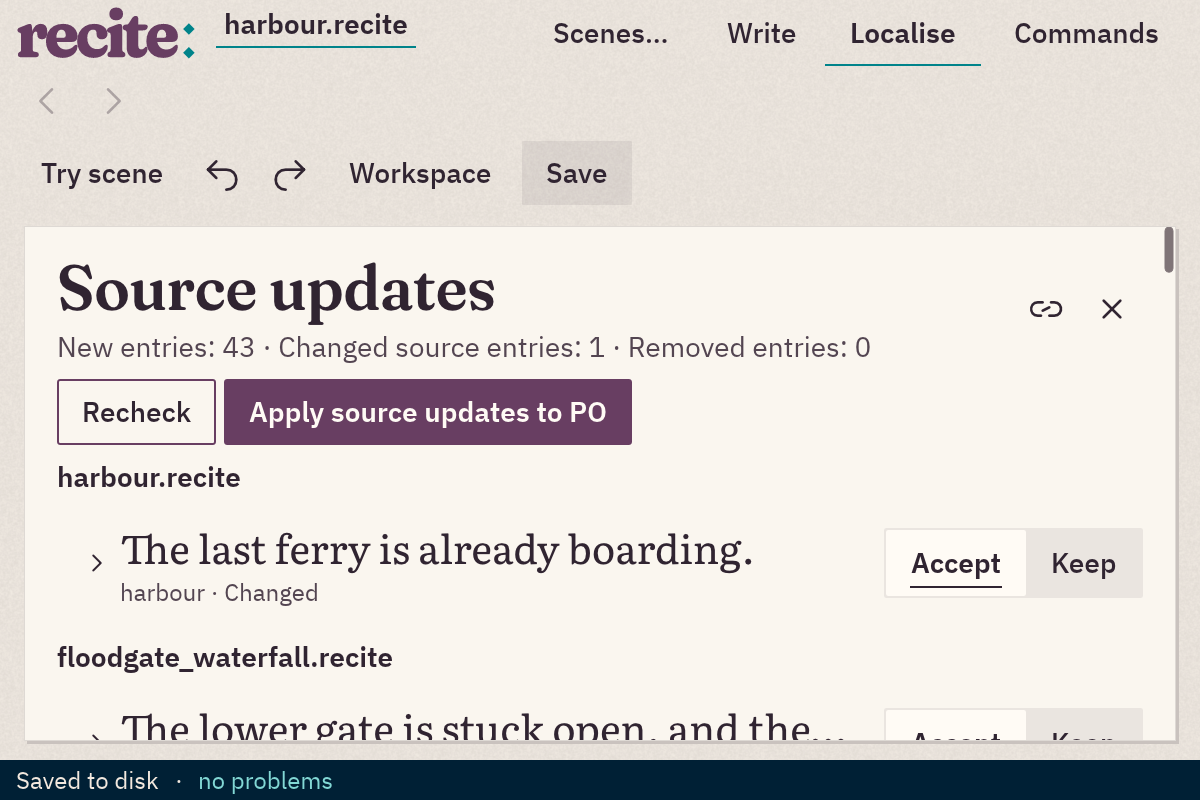 recite:
harbour.recite
Scenes...
Write
Localise
Commands
Try scene
Workspace
Save
Source updates
New entries: 43 · Changed source entries: 1 · Removed entries: 0
Recheck
Apply source updates to PO
harbour.recite
The last ferry is already boarding.
harbour · Changed
Accept
Keep
floodgate_waterfall.recite
The lower gate is stuck open, and the...
Accept
Keep
Saved to disk · no problems